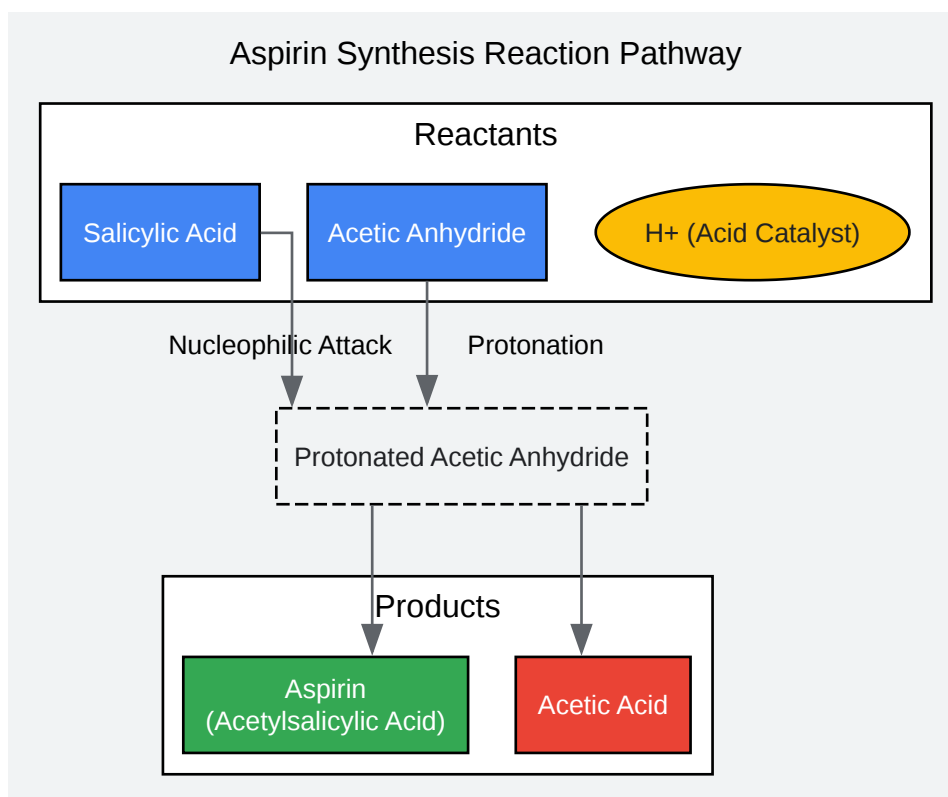 Aspirin Synthesis Reaction Pathway
Reactants
Salicylic Acid
Acetic Anhydride
H+ (Acid Catalyst)
Nucleophilic Attack
Protonation
Protonated Acetic Anhydride
Products
Aspirin
(Acetylsalicylic Acid)
Acetic Acid